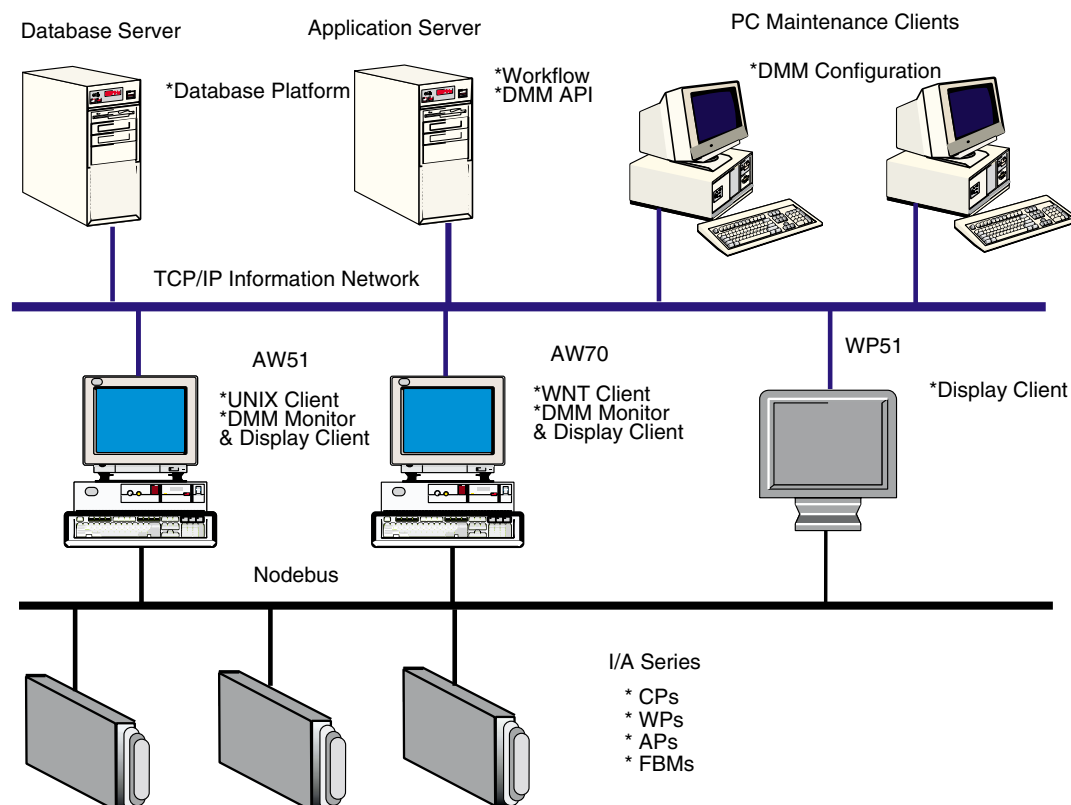 Database Server
Application Server
PC Maintenance Clients
*Database Platform
*Workflow
*DMM API
*DMM Configuration
TCP/IP Information Network
AW51
*UNIX Client
*DMM Monitor
& Display Client
AW70
*WNT Client
*DMM Monitor
& Display Client
WP51
*Display Client
Nodebus
I/A Series
* CPs
* WPs
* APs
* FBMs